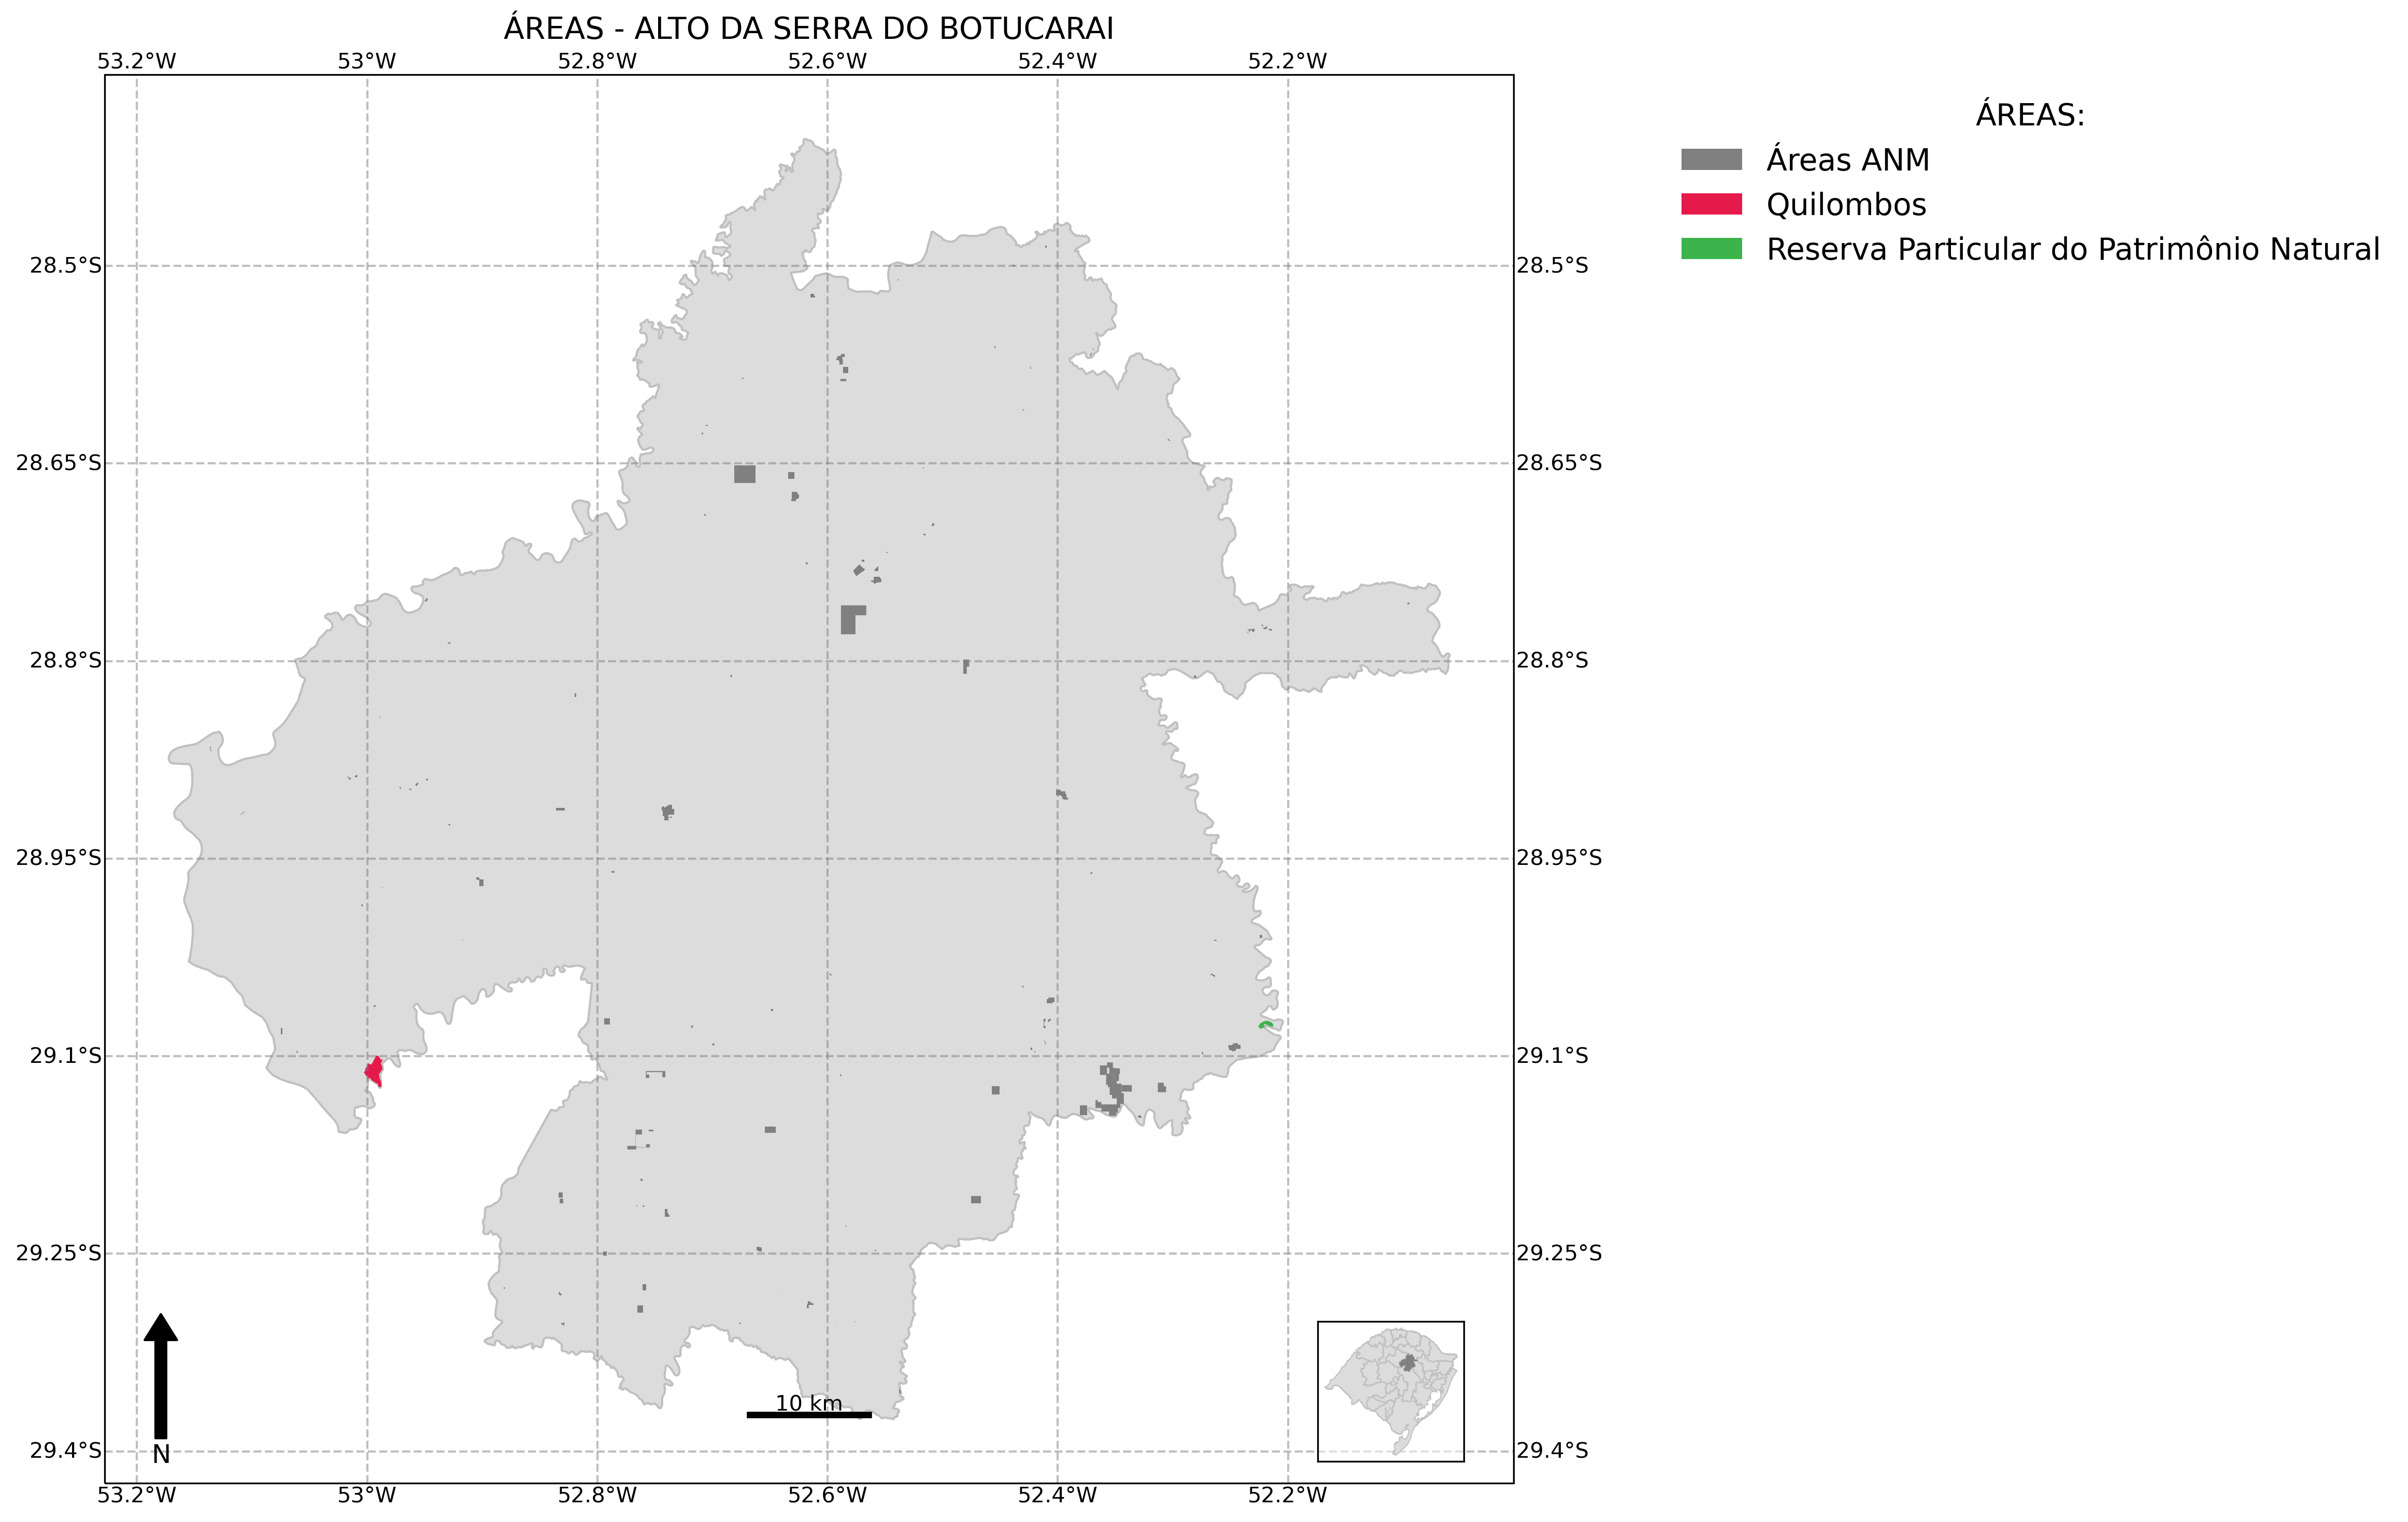 ÁREAS - ALTO DA SERRA DO BOTUCARAI
53.2°W 53°W 52.8°W 52.6°W 52.4°W 52.2°W
ÁREAS:
Áreas ANM
Quilombos
Reserva Particular do Patrimônio Natural
28.5°S 28.5°S
28.65°S 28.65°S
28.8°S 28.8°S
28.95°S 28.95°S
29.1°S 29.1°S
29.25°S 29.25°S
10 km
N
29.4°S 29.4°S
53.2°W 53°W 52.8°W 52.6°W 52.4°W 52.2°W